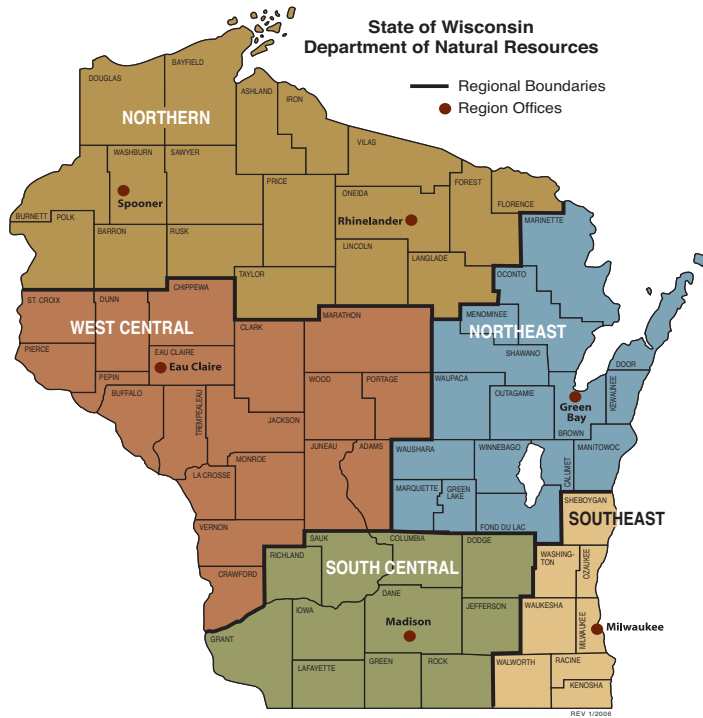 State of Wisconsin
Department of Natural Resources
Regional Boundaries
Region Offices
BAYFIELD
DOUGLAS
ASHLAND
IRON
NORTHERN
VILAS
WASHBURN
SAWYER
PRICE
FOREST
ONEIDA
Spooner
FLORENCE
BURNETT
POLK
Rhinelander
MARINETTE
BARRON
RUSK
LINCOLN
LANGLADE
TAYLOR
OCONTO
CHIPPEWA
ST. CROIX
DUNN
WEST CENTRAL
CLARK
MARATHON
MENOMINEE
NORTHEAST
PIERCE
EAU CLAIRE
Eau Claire
SHAWANO
DOOR
PEPIN
BUFFALO
TREMPEALEAU
WOOD
PORTAGE
WAUPACA
OUTAGAMIE
KEWAUNEE
Green
Bay
BROWN
JACKSON
JUNEAU
ADAMS
WAUSHARA
WINNEBAGO
CALUMET
MANITOWOC
MONROE
LA CROSSE
MARQUETTE
GREEN
LAKE
SHEBOYGAN
SOUTHEAST
VERNON
FOND DU LAC
SAUK
COLUMBIA
DODGE
RICHLAND
WASHING-
TON
OZAUKEE
CRAWFORD
SOUTH CENTRAL
DANE
IOWA
JEFFERSON
WAUKESHA
MILWAUKEE
Milwaukee
Madison
GRANT
LAFAYETTE
GREEN
ROCK
WALWORTH
RACINE
KENOSHA
REV 1/2006